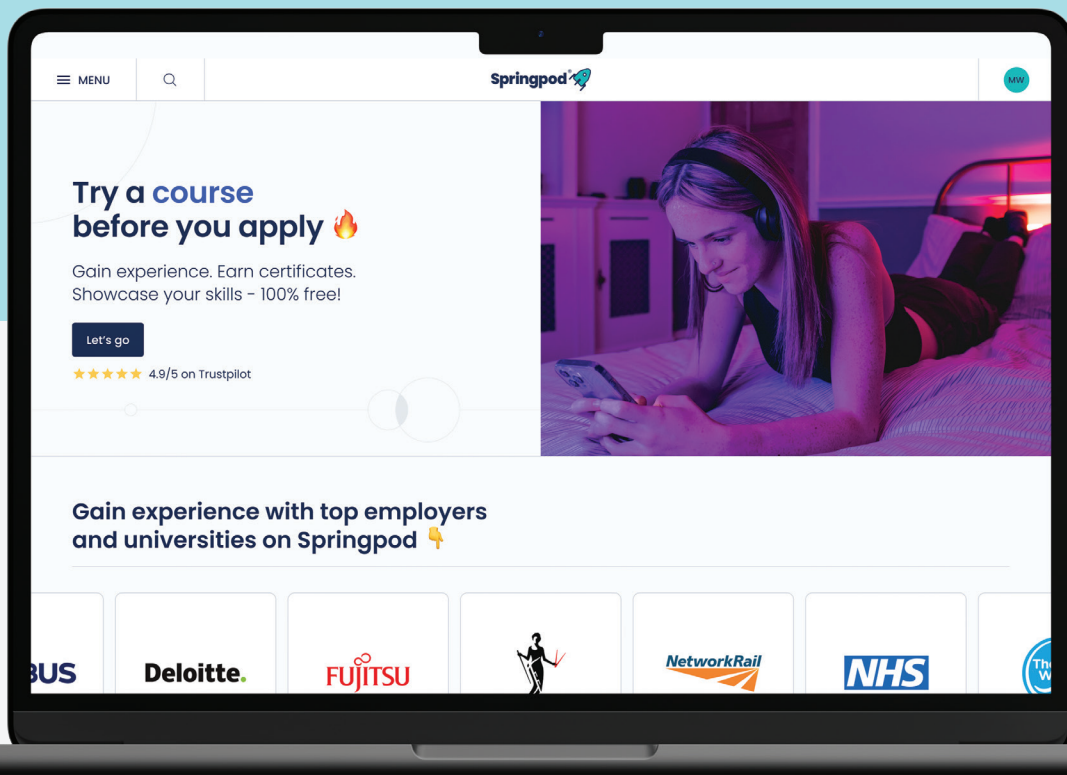 MENU
Springpod
MW
Try a course
before you apply 🔥
Gain experience. Earn certificates.
Showcase your skills - 100% free!
Let's go
4.9/5 on Trustpilot
Gain experience with top employers
and universities on Springpod 👇
BUS
Deloitte.
FUJITSU
NetworkRail
NHS
The
W